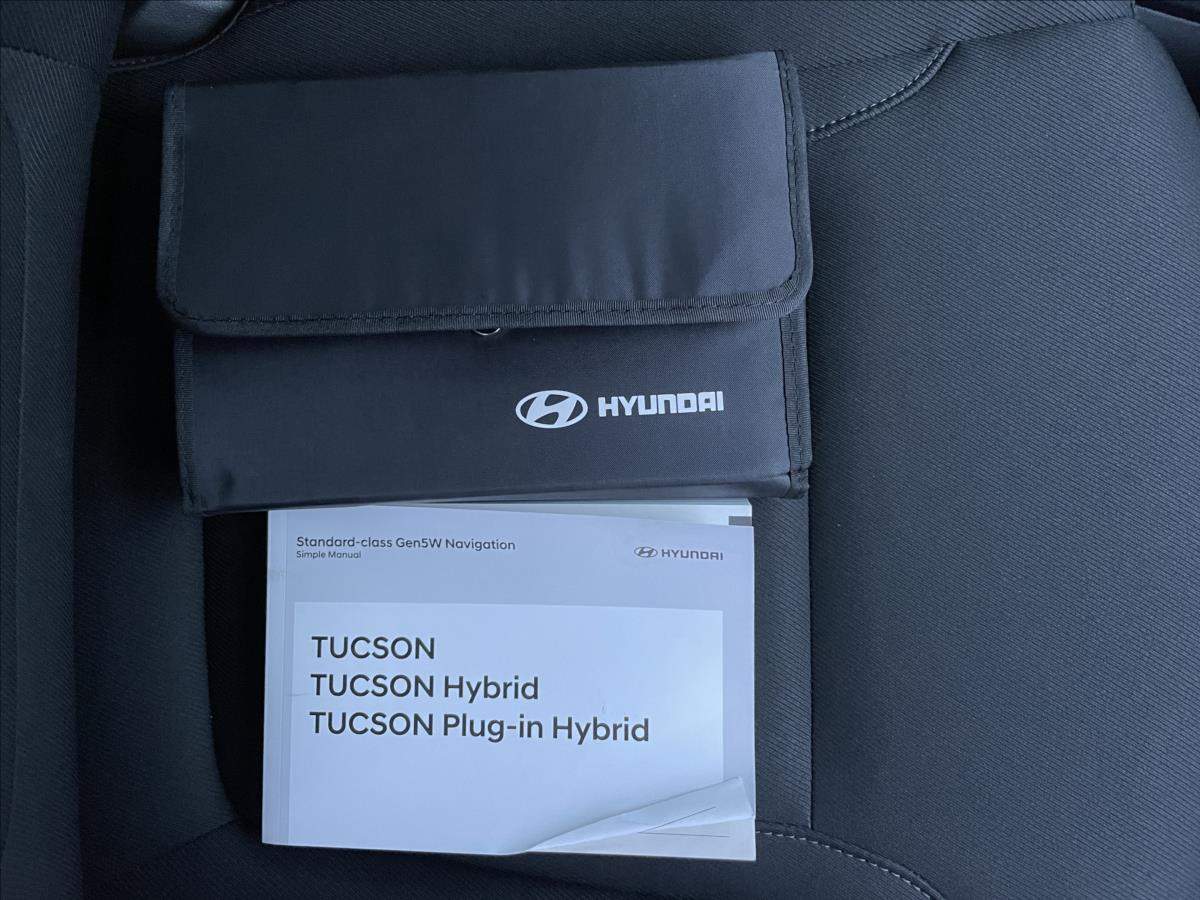 HYUNDAI
Standard-class Gen5W Navigation
Simple Manual
HYUNDAI
TUCSON
TUCSON Hybrid
TUCSON Plug-in Hybrid